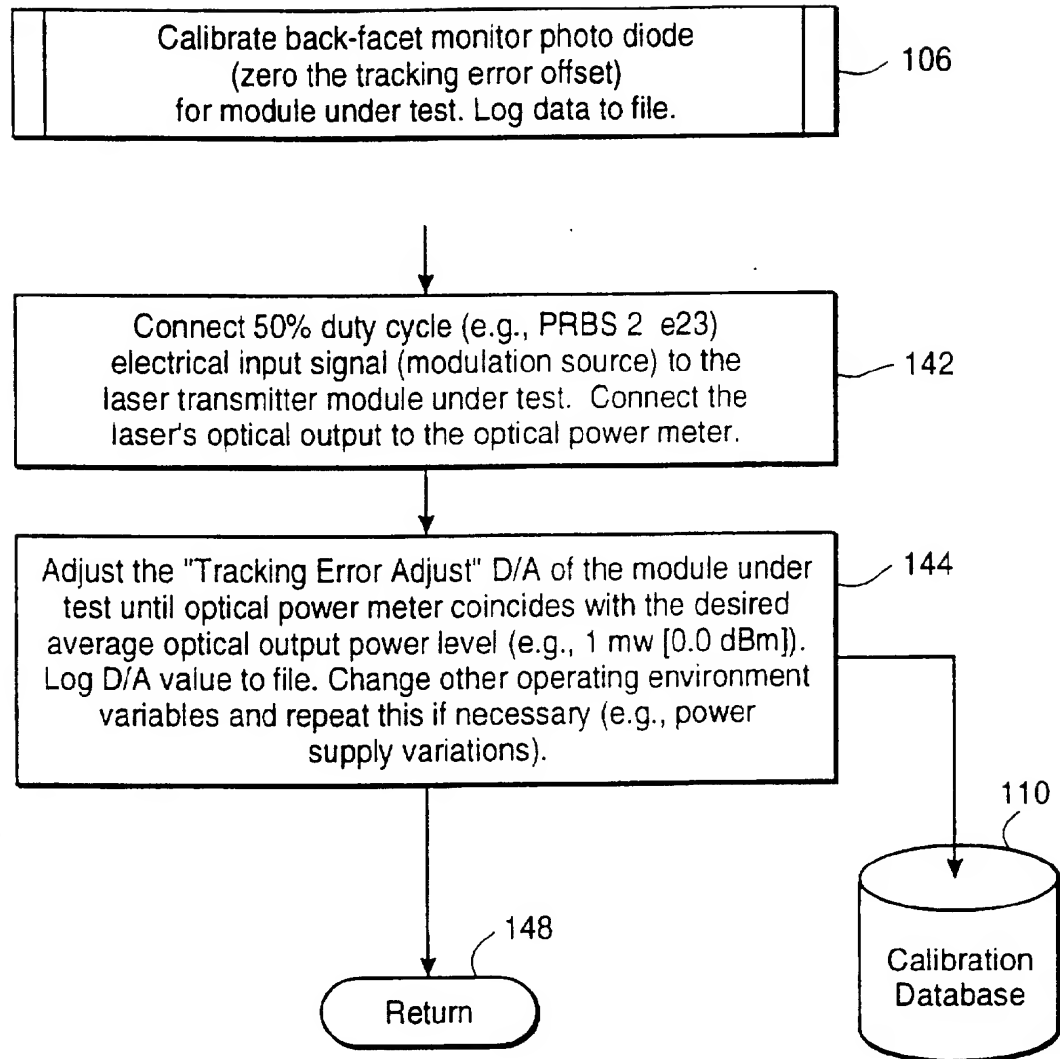 Calibrate back-facet monitor photo diode
(zero the tracking error offset)
for module under test. Log data to file.
106
Connect 50% duty cycle (e.g., PRBS 2 e23)
electrical input signal (modulation source) to the
laser transmitter module under test. Connect the
laser's optical output to the optical power meter.
142
Adjust the "Tracking Error Adjust" D/A of the module under
test until optical power meter coincides with the desired
average optical output power level (e.g., 1 mw [0.0 dBm]).
Log D/A value to file. Change other operating environment
variables and repeat this if necessary (e.g., power
supply variations).
144
110
Calibration
Database
148
Return